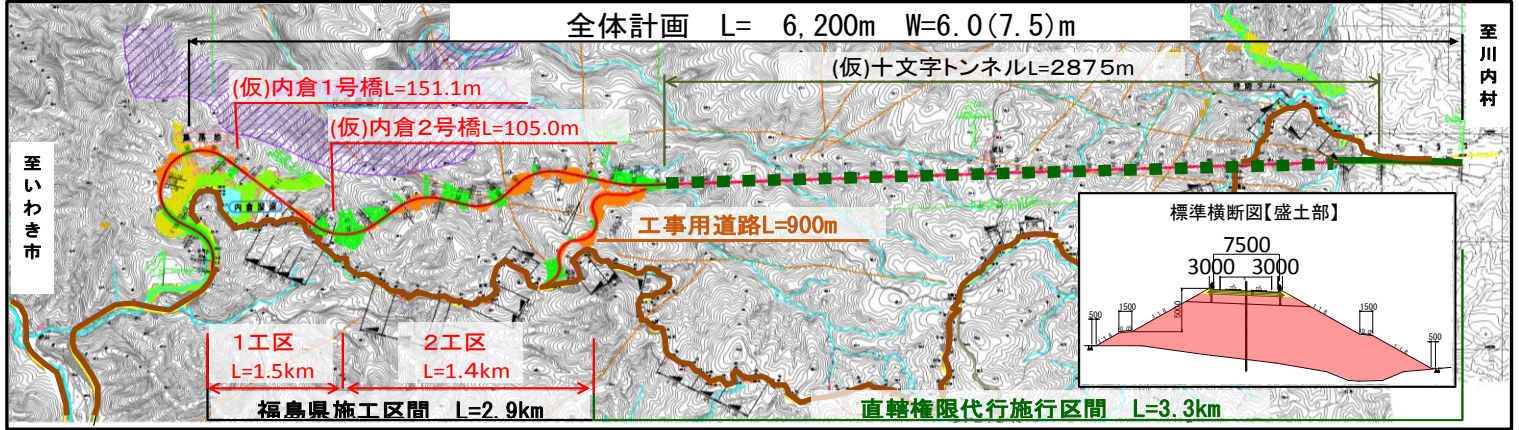 全体計画 L= 6,200m W=6.0(7.5)m
至川内村
(仮)十文字トンネルL=2875m
(仮)内倉1号橋L=151.1m
(仮)内倉2号橋L=105.0m
至いわき市
工事用道路L=900m
標準横断図【盛土部】
7500
3000 3000
1500
1500
500
500
5000
1工区
L=1.5km
2工区
L=1.4km
福島県施工区間 L=2.9km
直轄権限代行施行区間 L=3.3km